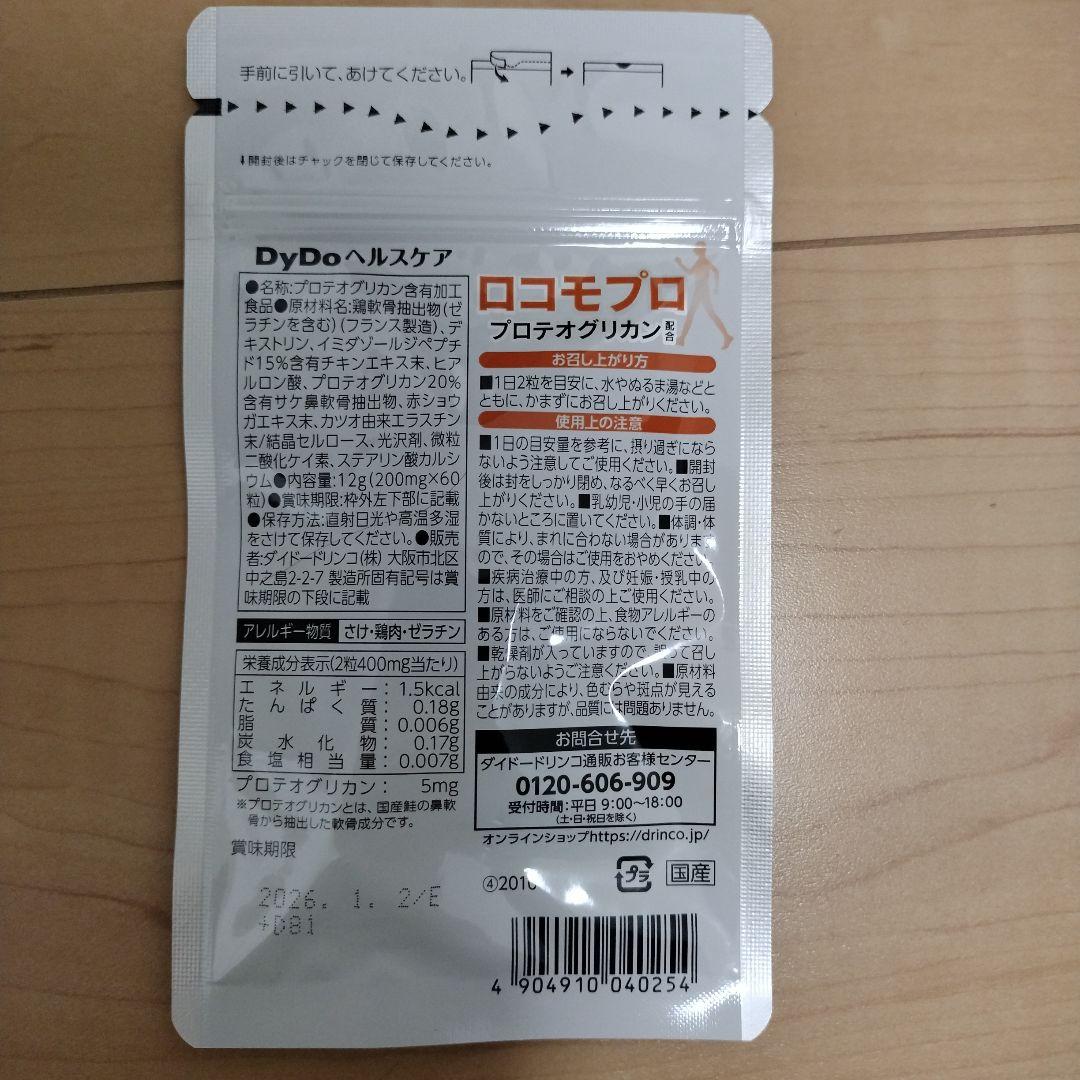 手前に引いて、あけてください。
⬇開封後はチャックを閉じて保存してください。
DyDoヘルスケア
●名称:プロテオグリカン含有加工
食品●原材料名:鶏軟骨抽出物(ゼ
ラチンを含む)(フランス製造)、デ
キストリン、イミダゾールジペプチ
ド15%含有チキンエキス末、ヒア
ルロン酸、プロテオグリカン20%
含有サケ鼻軟骨抽出物、赤ショウ
ガエキス末、カツオ由来エラスチン
末/結晶セルロース、光沢剤、微粒
二酸化ケイ素、ステアリン酸カルシ
ウム●内容量:12g(200mg×60
粒)●賞味期限:枠外左下部に記載
●保存方法:直射日光や高温多湿
をさけて保存してください。●販売
者:ダイドードリンコ(株) 大阪市北区
中之島2-2-7 製造所固有記号は賞
味期限の下段に記載
アレルギー物質 さけ・鶏肉・ゼラチン
栄養成分表示(2粒400mg当たり)
エネルギー: 1.5kcal
たんぱく質: 0.18g
脂質: 0.006g
炭水化物: 0.17g
食塩相当量: 0.007g
プロテオグリカン: 5mg
※プロテオグリカンとは、国産鮭の鼻軟
骨から抽出した軟骨成分です。
賞味期限
2026. 1. 2/E
+D81
ロコモプロ
プロテオグリカン配合
お召し上がり方
■1日2粒を目安に、水やぬるま湯などと
ともに、かまずにお召し上がりください。
使用上の注意
■1日の目安量を参考に、摂り過ぎになら
ないよう注意してご使用ください。■開封
後は封をしっかり閉め、なるべく早くお召し
上がりください。■乳幼児・小児の手の届
かないところに置いてください。■体調・体
質により、まれに合わない場合があります
ので、その場合はご使用をおやめください。
■疾病治療中の方、及び妊娠・授乳中の
方は、医師にご相談の上ご使用ください。
■原材料をご確認の上、食物アレルギーの
ある方は、ご使用にならないでください。
■乾燥剤が入っていますので、誤って召し
上がらないようご注意ください。■原材料
由来の成分により、色むらや斑点が見える
ことがありますが、品質には問題ありません。
お問合せ先
ダイドードリンコ通販お客様センター
0120-606-909
受付時間:平日 9:00〜18:00
(土・日・祝日を除く)
オンラインショップhttps://drinco.jp/
④2010
プラ
国産
4 904910 040254